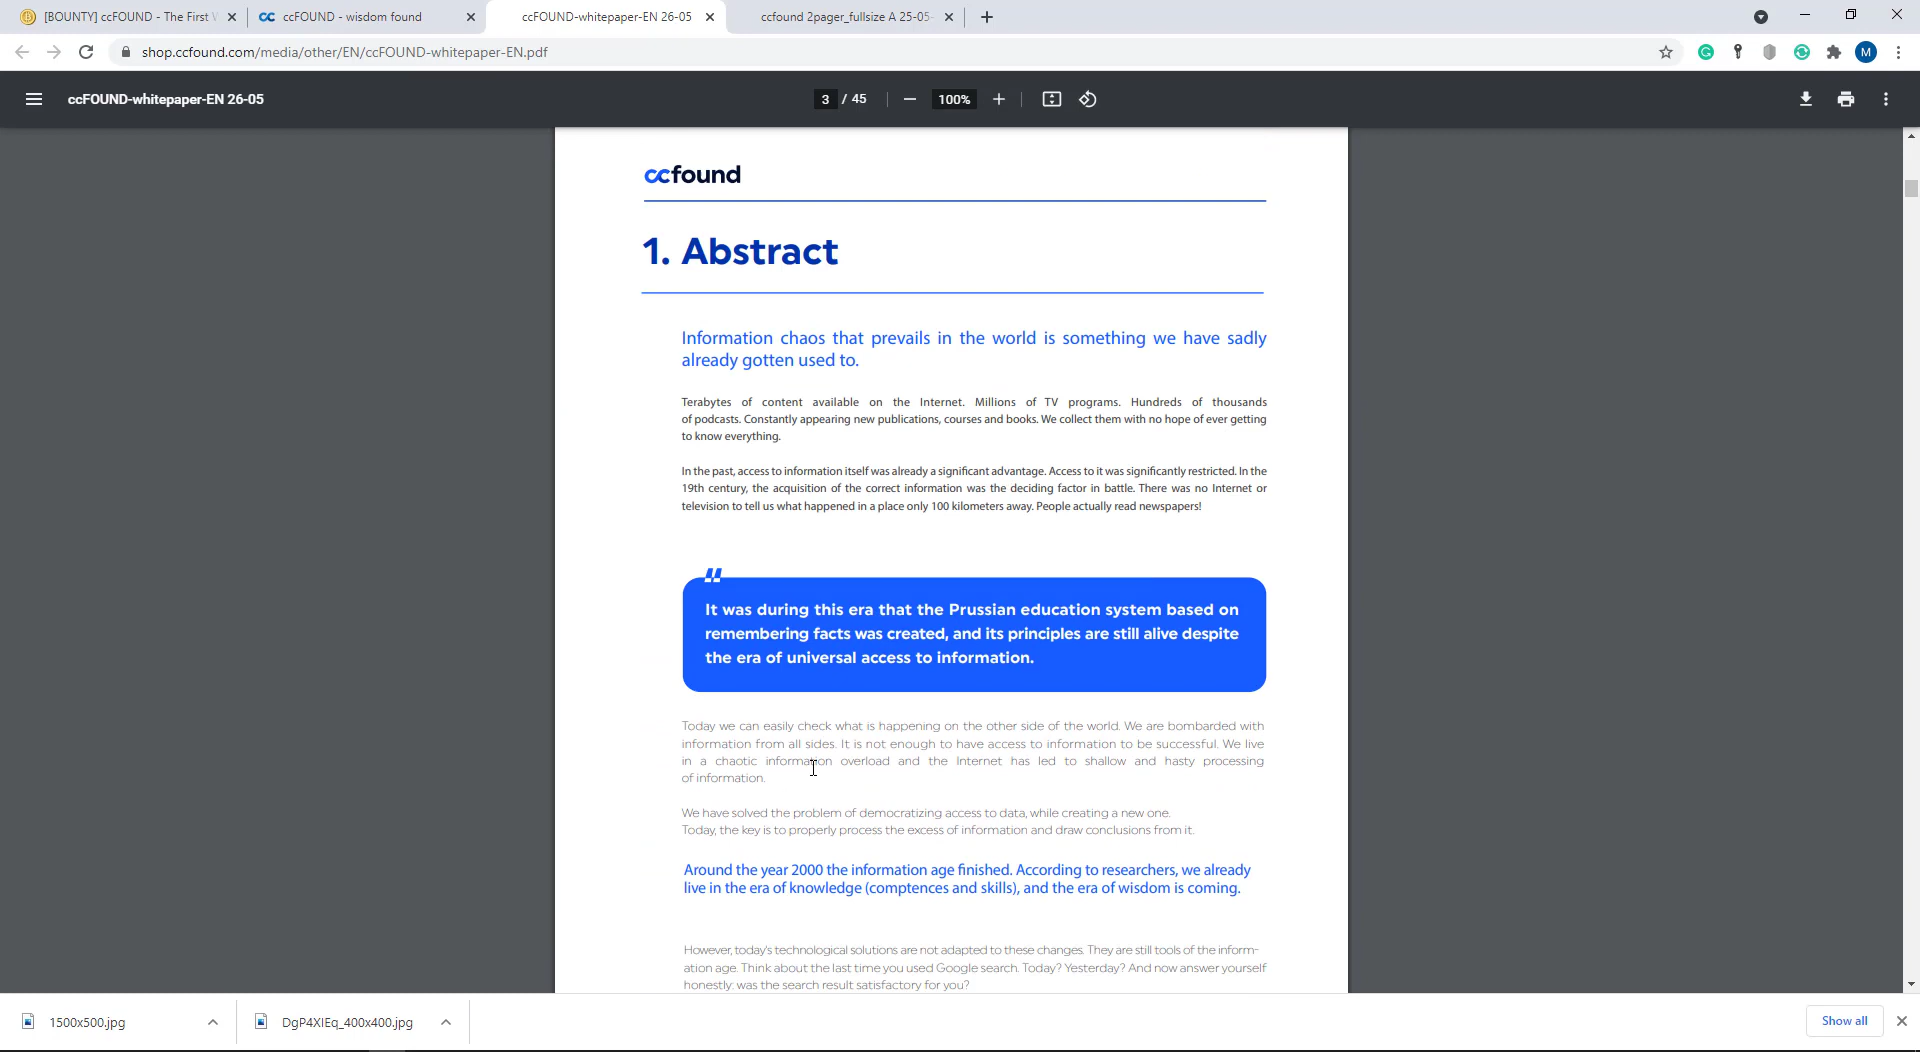 [BOUNTY] ccFOUND - The First
ccFOUND - wisdom found
ccFOUND-whitepaper-EN 26-05
ccfound 2pager_fullsize A 25-05-
shop.ccfound.com/media/other/EN/ccFOUND-whitepaper-EN.pdf
M
ccFOUND-whitepaper-EN 26-05
3 / 45
100%
ccfound
1. Abstract
Information chaos that prevails in the world is something we have sadly
already gotten used to.
Terabytes of content available on the Internet. Millions of TV programs. Hundreds of thousands
of podcasts. Constantly appearing new publications, courses and books. We collect them with no hope of ever getting
to know everything.
In the past, access to information itself was already a significant advantage. Access to it was significantly restricted. In the
19th century, the acquisition of the correct information was the deciding factor in battle. There was no Internet or
television to tell us what happened in a place only 100 kilometers away. People actually read newspapers!
It was during this era that the Prussian education system based on
remembering facts was created, and its principles are still alive despite
the era of universal access to information.
Today we can easily check what is happening on the other side of the world. We are bombarded with
information from all sides. It is not enough to have access to information to be successful. We live
in a chaotic information overload and the Internet has led to shallow and hasty processing
of information.
We have solved the problem of democratizing access to data, while creating a new one.
Today, the key is to properly process the excess of information and draw conclusions from it.
Around the year 2000 the information age finished. According to researchers, we already
live in the era of knowledge (comptences and skills), and the era of wisdom is coming.
However, today's technological solutions are not adapted to these changes. They are still tools of the inform-
ation age. Think about the last time you used Google search. Today? Yesterday? And now answer yourself
honestly: was the search result satisfactory for you?
1500x500.jpg
DgP4XIEq_400x400.jpg
Show all